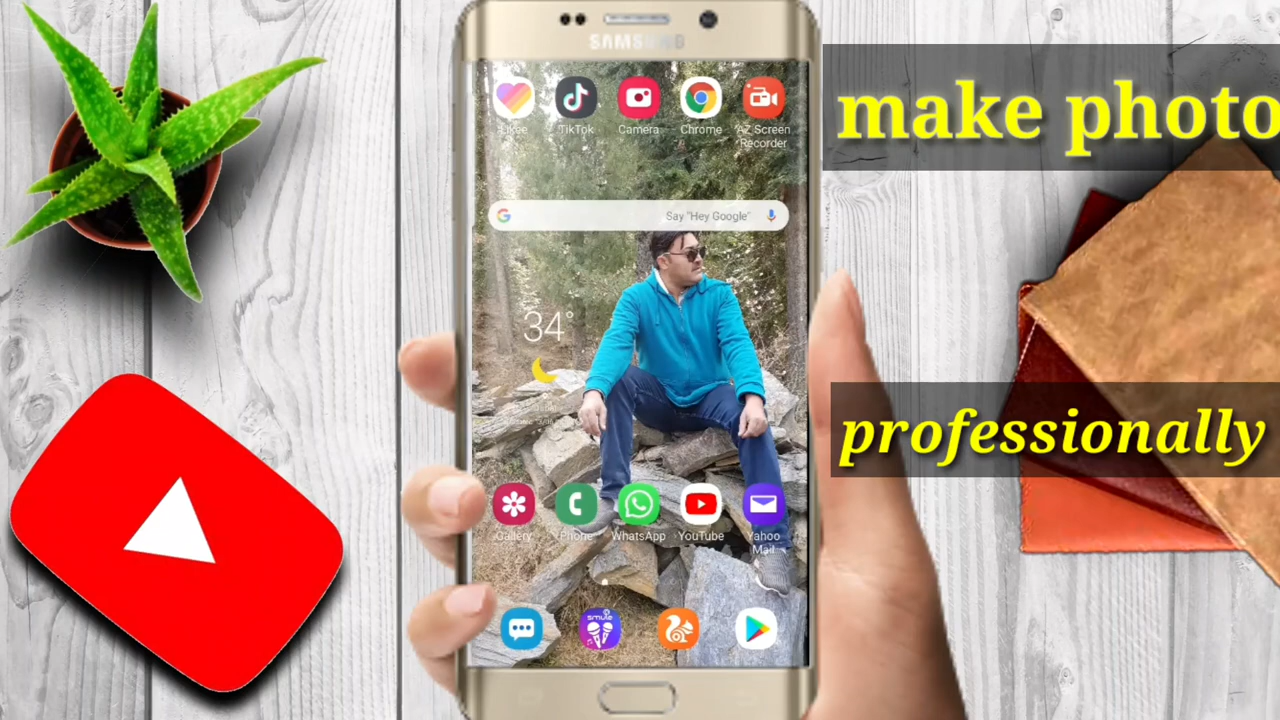 SAMSUNG
make photo
Likee
TikTok
Camera
Chrome
AZ Screen
Recorder
Say "Hey Google"
34°
professionally
Gallery
Phone
WhatsApp
YouTube
Yahoo
Mail
smule